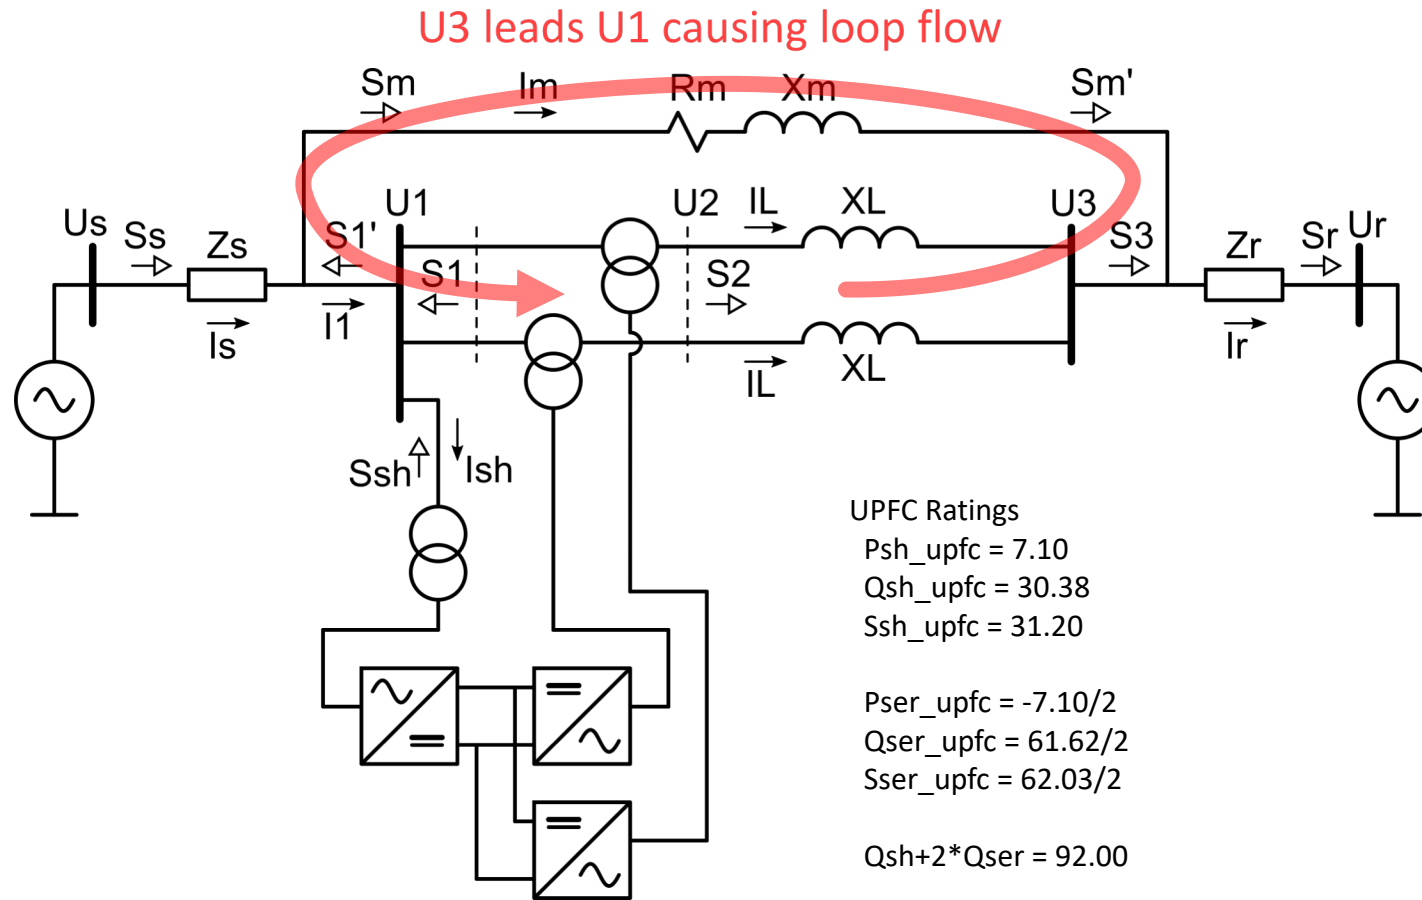 U3 leads U1 causing loop flow
Sm Im Rm Xm Sm'
Us Ss Zs S1' U1 U2 IL XL U3 S3 Zr Sr Ur
S1 S2
Is I1 IL XL Ir
Ssh Ish
UPFC Ratings
Psh_upfc = 7.10
Qsh_upfc = 30.38
Ssh_upfc = 31.20
Pser_upfc = -7.10/2
Qser_upfc = 61.62/2
Sser_upfc = 62.03/2
Qsh+2*Qser = 92.00